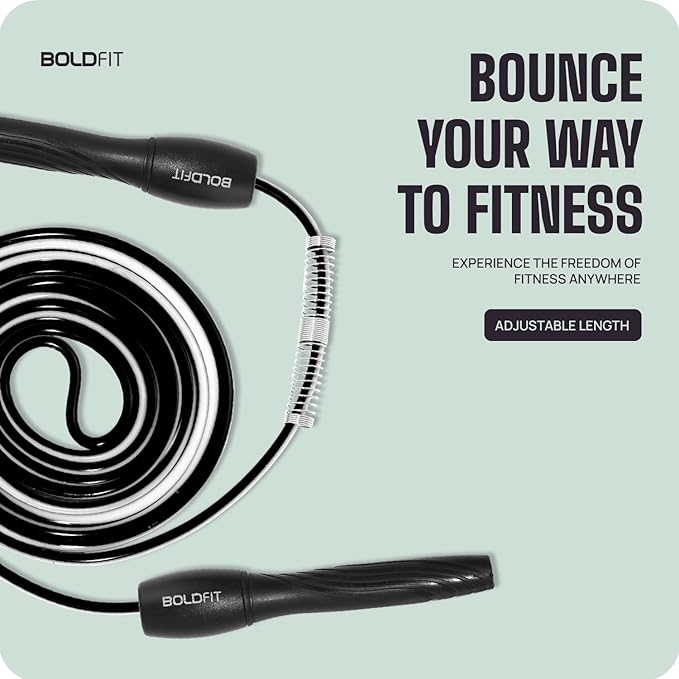 BOLDFIT
BOUNCE
YOUR WAY
TO FITNESS
EXPERIENCE THE FREEDOM OF
FITNESS ANYWHERE
ADJUSTABLE LENGTH
BOLDFIT
BOLDFIT